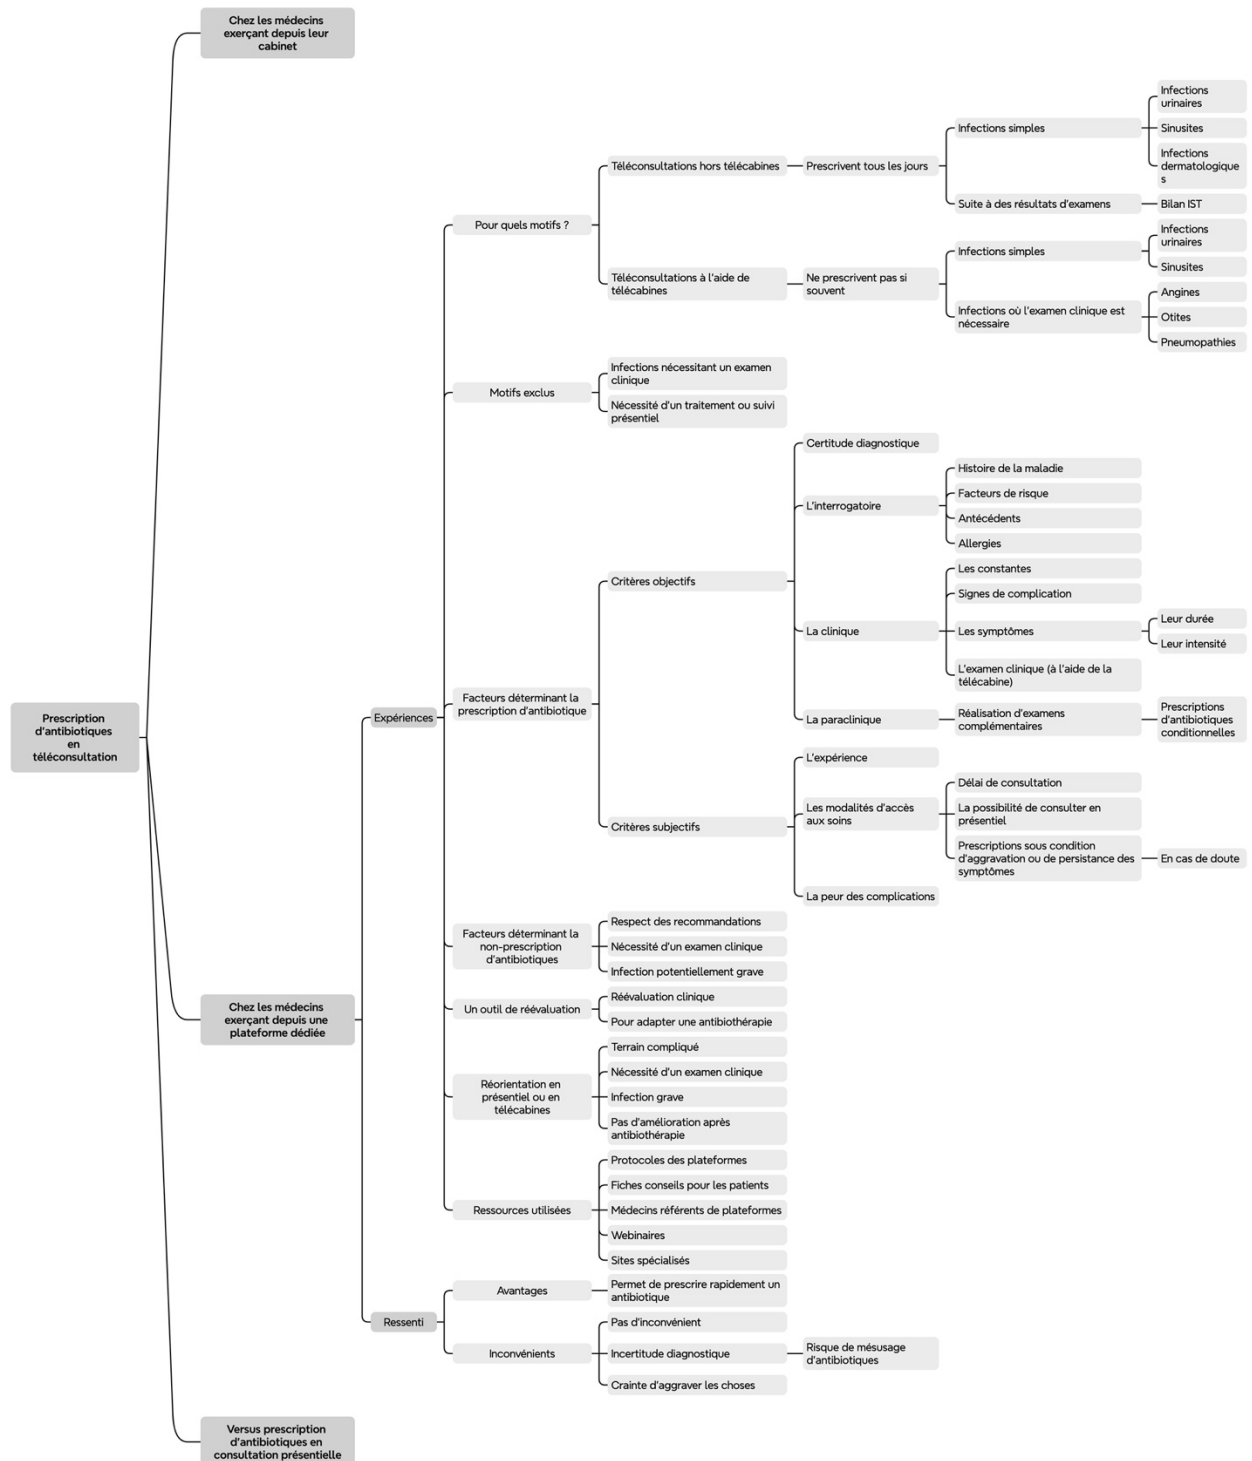 Chez les médecins
exerçant depuis leur
cabinet
Prescription
d'antibiotiques
en
téléconsultation
Chez les médecins
exerçant depuis une
plateforme dédiée
Expériences
Pour quels motifs ?
Téléconsultations hors télécabines
Prescrivent tous les jours
Infections simples
Infections
urinaires
Sinusites
Infections
dermatologique
s
Suite à des résultats d'examens
Bilan IST
Téléconsultations à l'aide de
télécabines
Ne prescrivent pas si
souvent
Infections simples
Infections
urinaires
Sinusites
Infections où l'examen clinique est
nécessaire
Angines
Otites
Pneumopathies
Motifs exclus
Infections nécessitant un examen
clinique
Nécessité d'un traitement ou suivi
présentiel
Facteurs déterminant la
prescription d'antibiotique
Critères objectifs
Certitude diagnostique
L'interrogatoire
Histoire de la maladie
Facteurs de risque
Antécédents
Allergies
La clinique
Les constantes
Signes de complication
Les symptômes
Leur durée
Leur intensité
L'examen clinique (à l'aide de la
télécabine)
La paraclinique
Réalisation d'examens
complémentaires
Prescriptions
d'antibiotiques
conditionnelles
Critères subjectifs
L'expérience
Les modalités d'accès
aux soins
Délai de consultation
La possibilité de consulter en
présentiel
Prescriptions sous condition
d'aggravation ou de persistance des
symptômes
En cas de doute
La peur des complications
Facteurs déterminant la
non-prescription
d'antibiotiques
Respect des recommandations
Nécessité d'un examen clinique
Infection potentiellement grave
Un outil de réévaluation
Réévaluation clinique
Pour adapter une antibiothérapie
Réorientation en
présentiel ou en
télécabines
Terrain compliqué
Nécessité d'un examen clinique
Infection grave
Pas d'amélioration après
antibiothérapie
Ressources utilisées
Protocoles des plateformes
Fiches conseils pour les patients
Médecins référents de plateformes
Webinaires
Sites spécialisés
Ressenti
Avantages
Permet de prescrire rapidement un
antibiotique
Inconvénients
Pas d'inconvénient
Incertitude diagnostique
Risque de mésusage
d'antibiotiques
Crainte d'aggraver les choses
Versus prescription
d'antibiotiques en
consultation présentielle